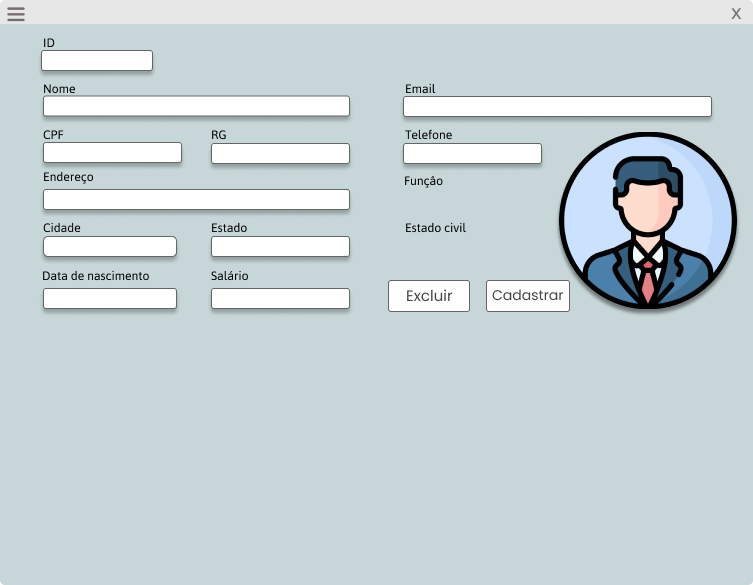 X
ID
Nome
Email
CPF
RG
Telefone
Endereço
Função
Cidade
Estado
Estado civil
Data de nascimento
Salário
Excluir
Cadastrar